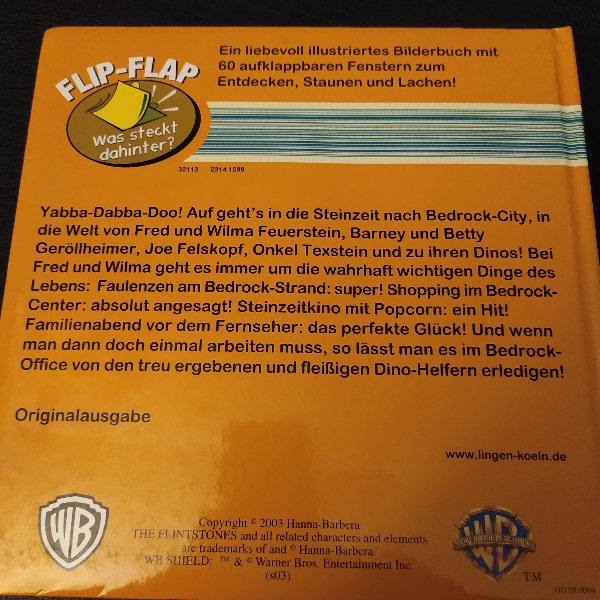 FLIP-FLAP
Was steckt
dahinter?
Ein liebevoll illustriertes Bilderbuch mit
60 aufklappbaren Fenstern zum
Entdecken, Staunen und Lachen!
32113 2314 1599
Yabba-Dabba-Doo! Auf geht's in die Steinzeit nach Bedrock-City, in
die Welt von Fred und Wilma Feuerstein, Barney und Betty
Geröllheimer, Joe Felskopf, Onkel Texstein und zu ihren Dinos! Bei
Fred und Wilma geht es immer um die wahrhaft wichtigen Dinge des
Lebens: Faulenzen am Bedrock-Strand: super! Shopping im Bedrock-
Center: absolut angesagt! Steinzeitkino mit Popcorn: ein Hit!
Familienabend vor dem Fernseher: das perfekte Glück! Und wenn
man dann doch einmal arbeiten muss, so lässt man es im Bedrock-
Office von den treu ergebenen und fleißigen Dino-Helfern erledigen!
Originalausgabe
www.lingen-koeln.de
WB
Copyright © 2003 Hanna-Barbera
THE FLINTSTONES and all related characters and elements
are trademarks of and © Hanna-Barbera.
WB SHIELD: ™ & © Warner Bros. Entertainment Inc.
(s03)
WB
WORLDWIDE PUBLISHING
TM
GOTR 0004